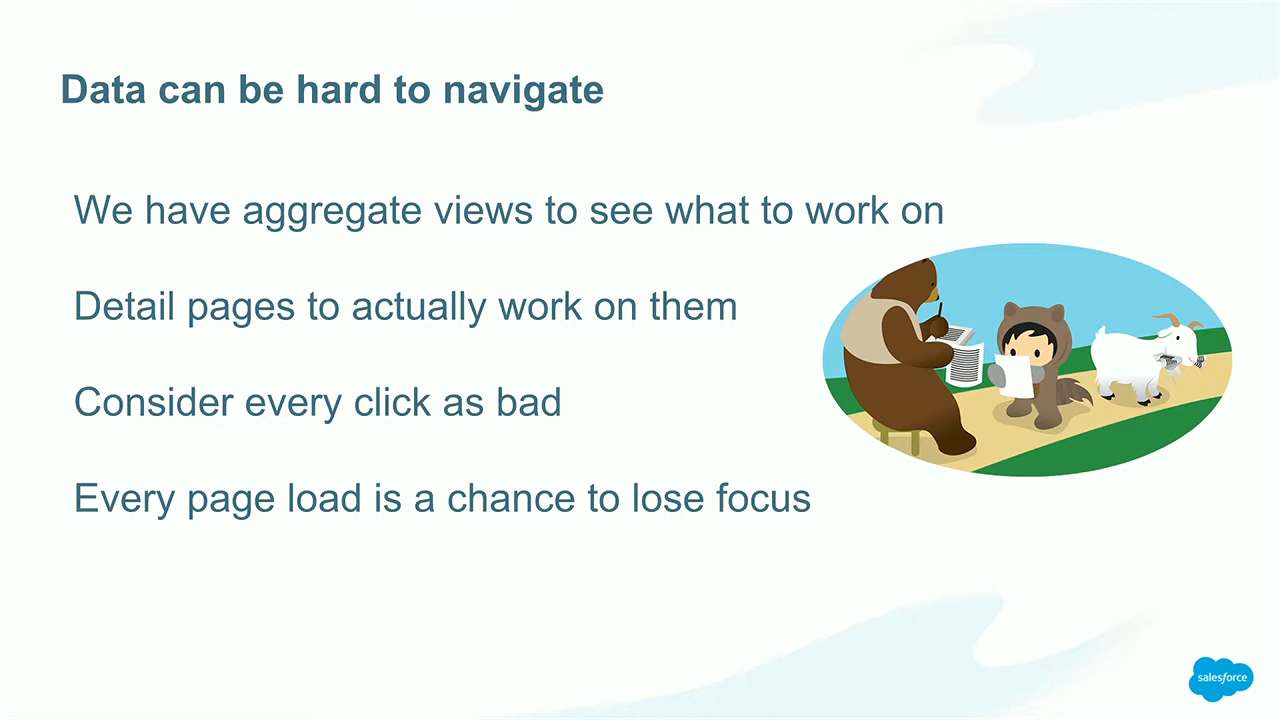 Data can be hard to navigate
We have aggregate views to see what to work on
Detail pages to actually work on them
Consider every click as bad
Every page load is a chance to lose focus
salesforce